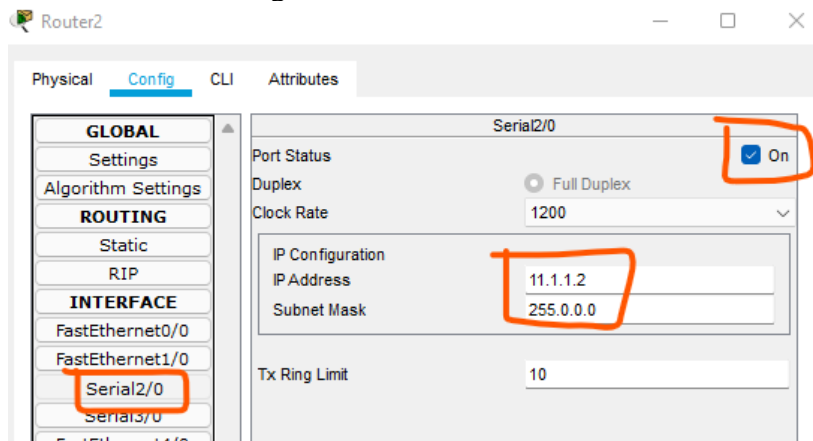 Router2
Physical Config CLI Attributes
GLOBAL
Settings
Algorithm Settings
ROUTING
Static
RIP
INTERFACE
FastEthernet0/0
FastEthernet1/0
Serial2/0
Serial3/0
Serial2/0
Port Status On
Duplex Full Duplex
Clock Rate 1200
IP Configuration
IP Address 11.1.1.2
Subnet Mask 255.0.0.0
Tx Ring Limit 10